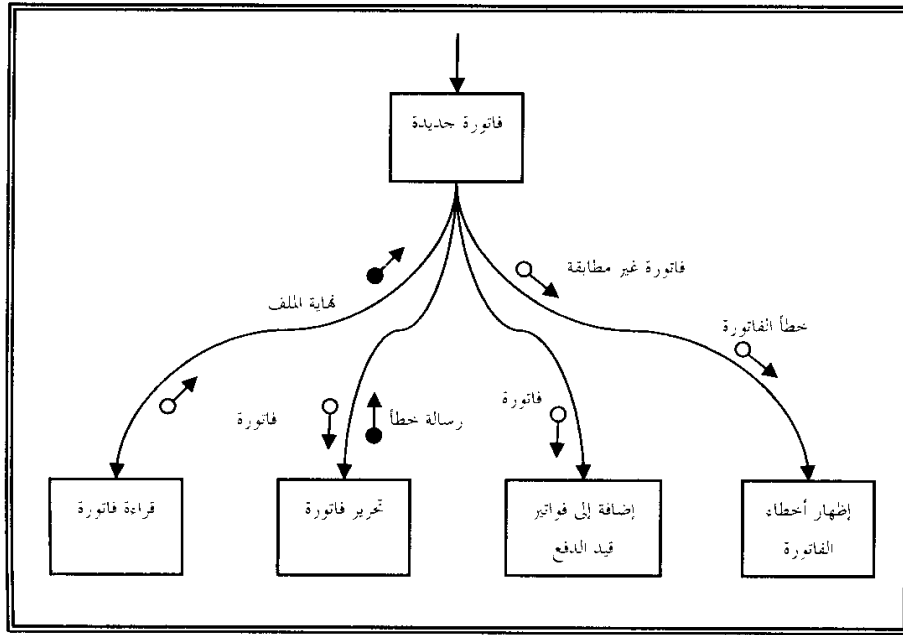 فاتورة جديدة
فاتورة غير مطابقة
نهاية الملف
خطأ الفاتورة
فاتورة
رسالة خطأ
فاتورة
إظهار أخطاء
الفاتورة
إضافة إلى فواتير
قيد الدفع
تحرير فاتورة
قراءة فاتورة